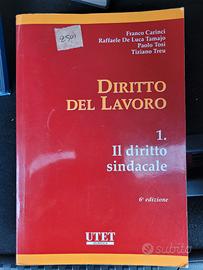 Franco Carinci
Raffaele De Luca Tamajo
Paolo Tosi
Tiziano Treu
DIRITTO
DEL LAVORO
1.
Il diritto
sindacale
6ª edizione
UTET
subito